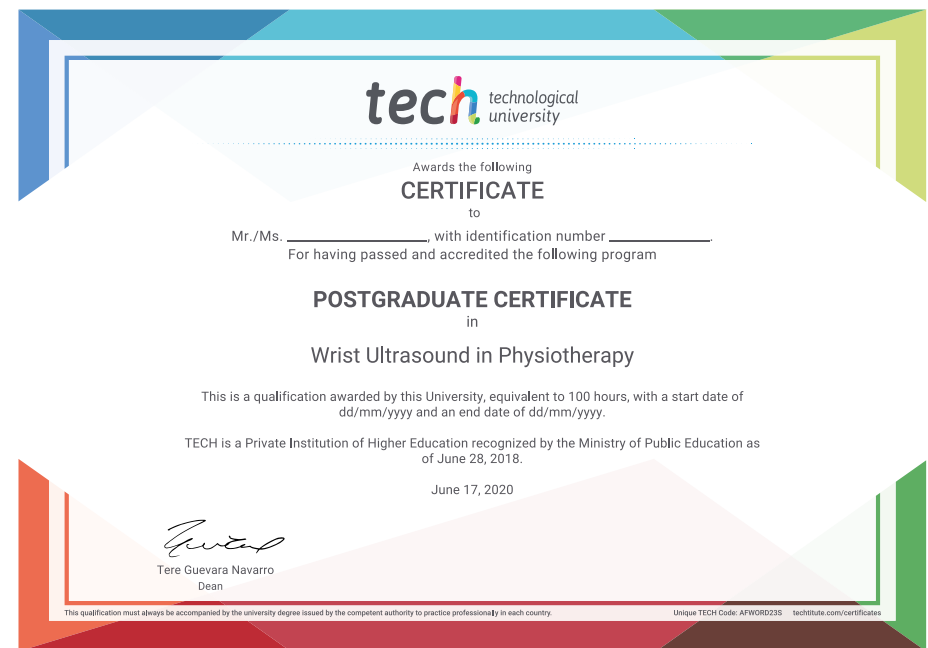 tech technological
university
Awards the following
CERTIFICATE
to
Mr./Ms. ____________, with identification number ____________.
For having passed and accredited the following program
POSTGRADUATE CERTIFICATE
in
Wrist Ultrasound in Physiotherapy
This is a qualification awarded by this University, equivalent to 100 hours, with a start date of
dd/mm/yyyy and an end date of dd/mm/yyyy.
TECH is a Private Institution of Higher Education recognized by the Ministry of Public Education as
of June 28, 2018.
June 17, 2020
Tere Guevara Navarro
Dean
This qualification must always be accompanied by the university degree issued by the competent authority to practice professionally in each country. Unique TECH Code: AFWORD23S techtitute.com/certificates